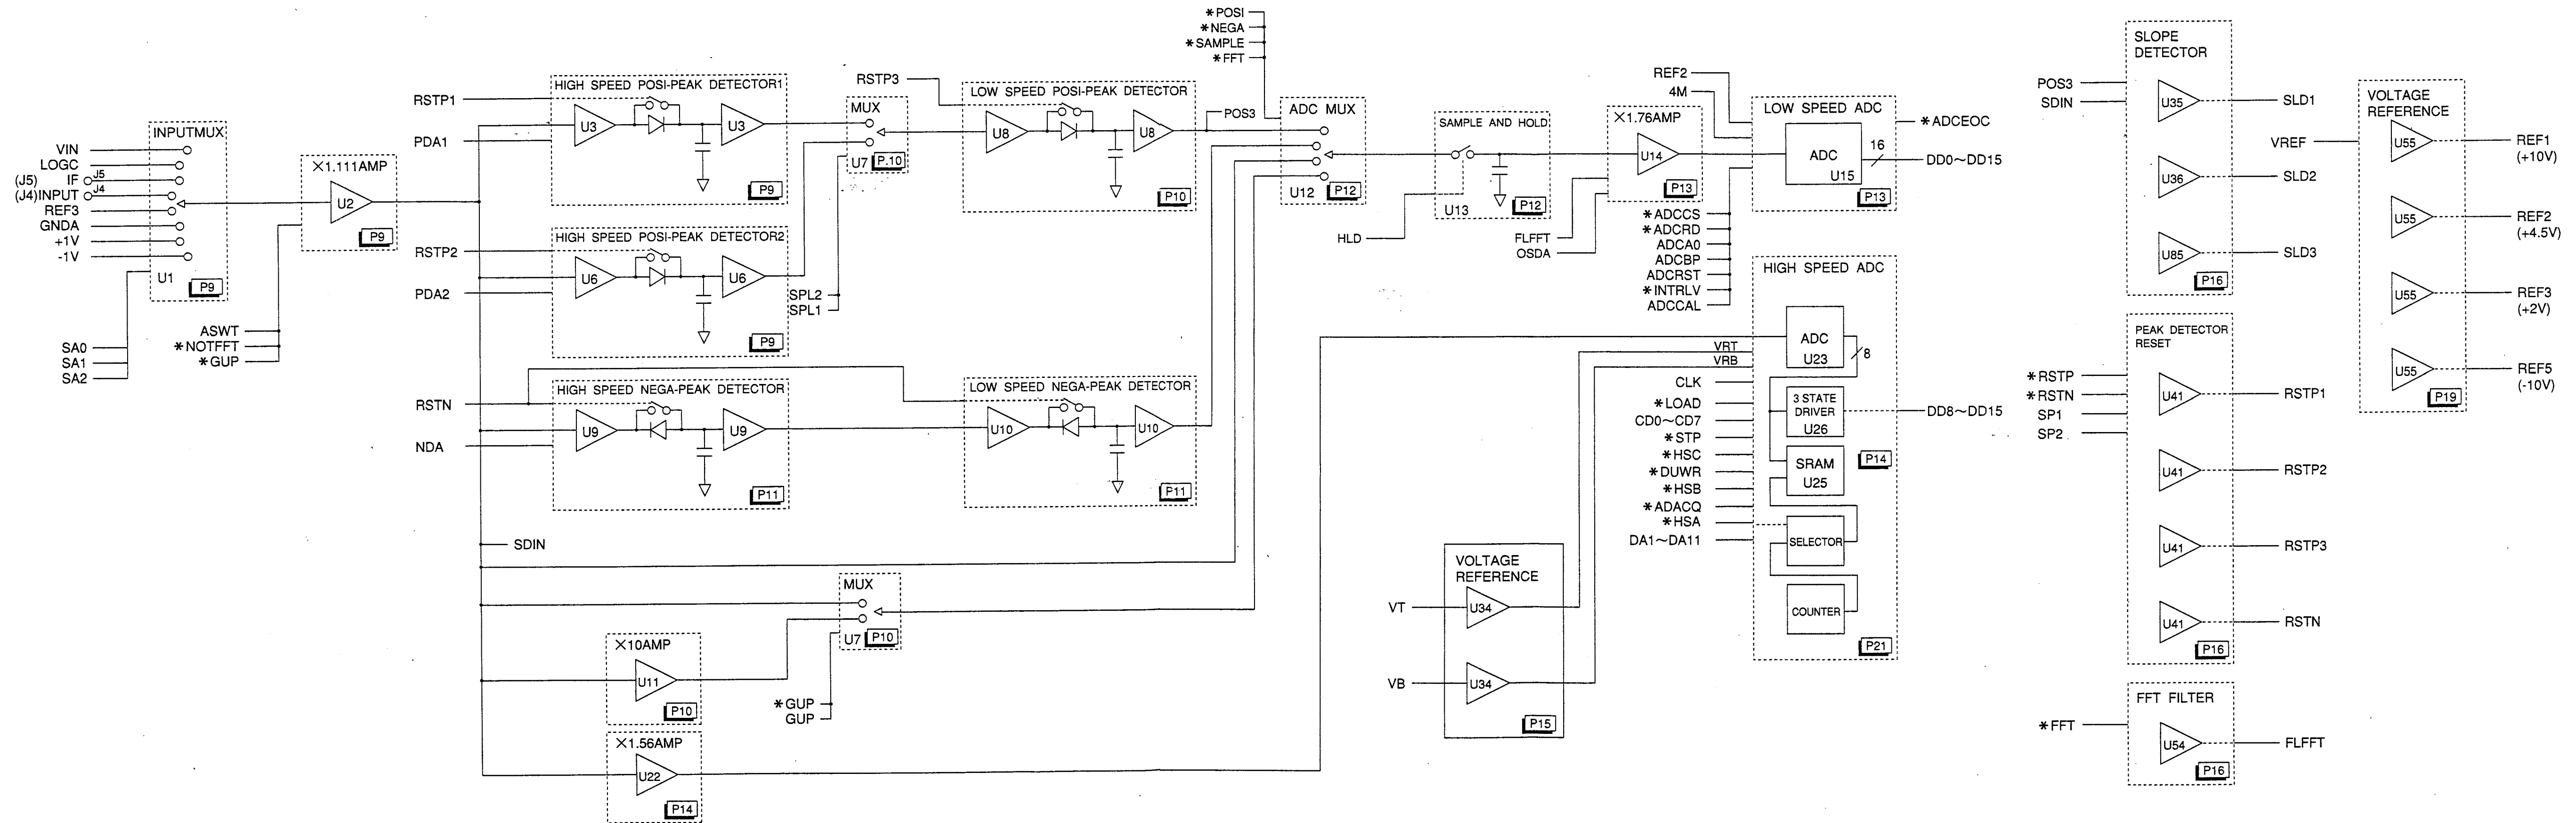 INPUTMUX
VIN
LOGC
(J5) IF J5
(J4)INPUT J4
REF3
GNDA
+1V
-1V
U1
P9
SA0
SA1
SA2
×1.111AMP
U2
P9
ASWT
*NOTFFT
*GUP
HIGH SPEED POSI-PEAK DETECTOR1
RSTP1
PDA1
U3
U3
P9
HIGH SPEED POSI-PEAK DETECTOR2
RSTP2
PDA2
U6
U6
P9
HIGH SPEED NEGA-PEAK DETECTOR
RSTN
NDA
U9
U9
P11
SDIN
MUX
U7 P.10
SPL2
SPL1
RSTP3
LOW SPEED POSI-PEAK DETECTOR
U8
U8
P10
POS3
LOW SPEED NEGA-PEAK DETECTOR
U10
U10
P11
MUX
U7 P10
*GUP
GUP
×10AMP
U11
P10
×1.56AMP
U22
P14
*POSI
*NEGA
*SAMPLE
*FFT
ADC MUX
U12 P12
SAMPLE AND HOLD
U13 P12
HLD
×1.76AMP
U14
P13
FLFFT
OSDA
REF2
4M
LOW SPEED ADC
ADC
U15
P13
*ADCEOC
16
DD0~DD15
*ADCCS
*ADCRD
ADCA0
ADCBP
ADCRST
*INTRLV
ADCCAL
HIGH SPEED ADC
ADC
U23
8
VRT
VRB
CLK
*LOAD
CD0~CD7
*STP
*HSC
*DUWR
*HSB
*ADACQ
*HSA
DA1~DA11
3 STATE
DRIVER
U26
DD8~DD15
SRAM
U25
P14
SELECTOR
COUNTER
P21
VOLTAGE
REFERENCE
VT
U34
VB
U34
P15
SLOPE
DETECTOR
POS3
SDIN
U35
SLD1
U36
SLD2
U85
SLD3
P16
PEAK DETECTOR
RESET
*RSTP
*RSTN
SP1
SP2
U41
RSTP1
U41
RSTP2
U41
RSTP3
U41
RSTN
P16
FFT FILTER
*FFT
U54
FLFFT
P16
VOLTAGE
REFERENCE
VREF
U55
REF1
(+10V)
U55
REF2
(+4.5V)
U55
REF3
(+2V)
U55
REF5
(-10V)
P19